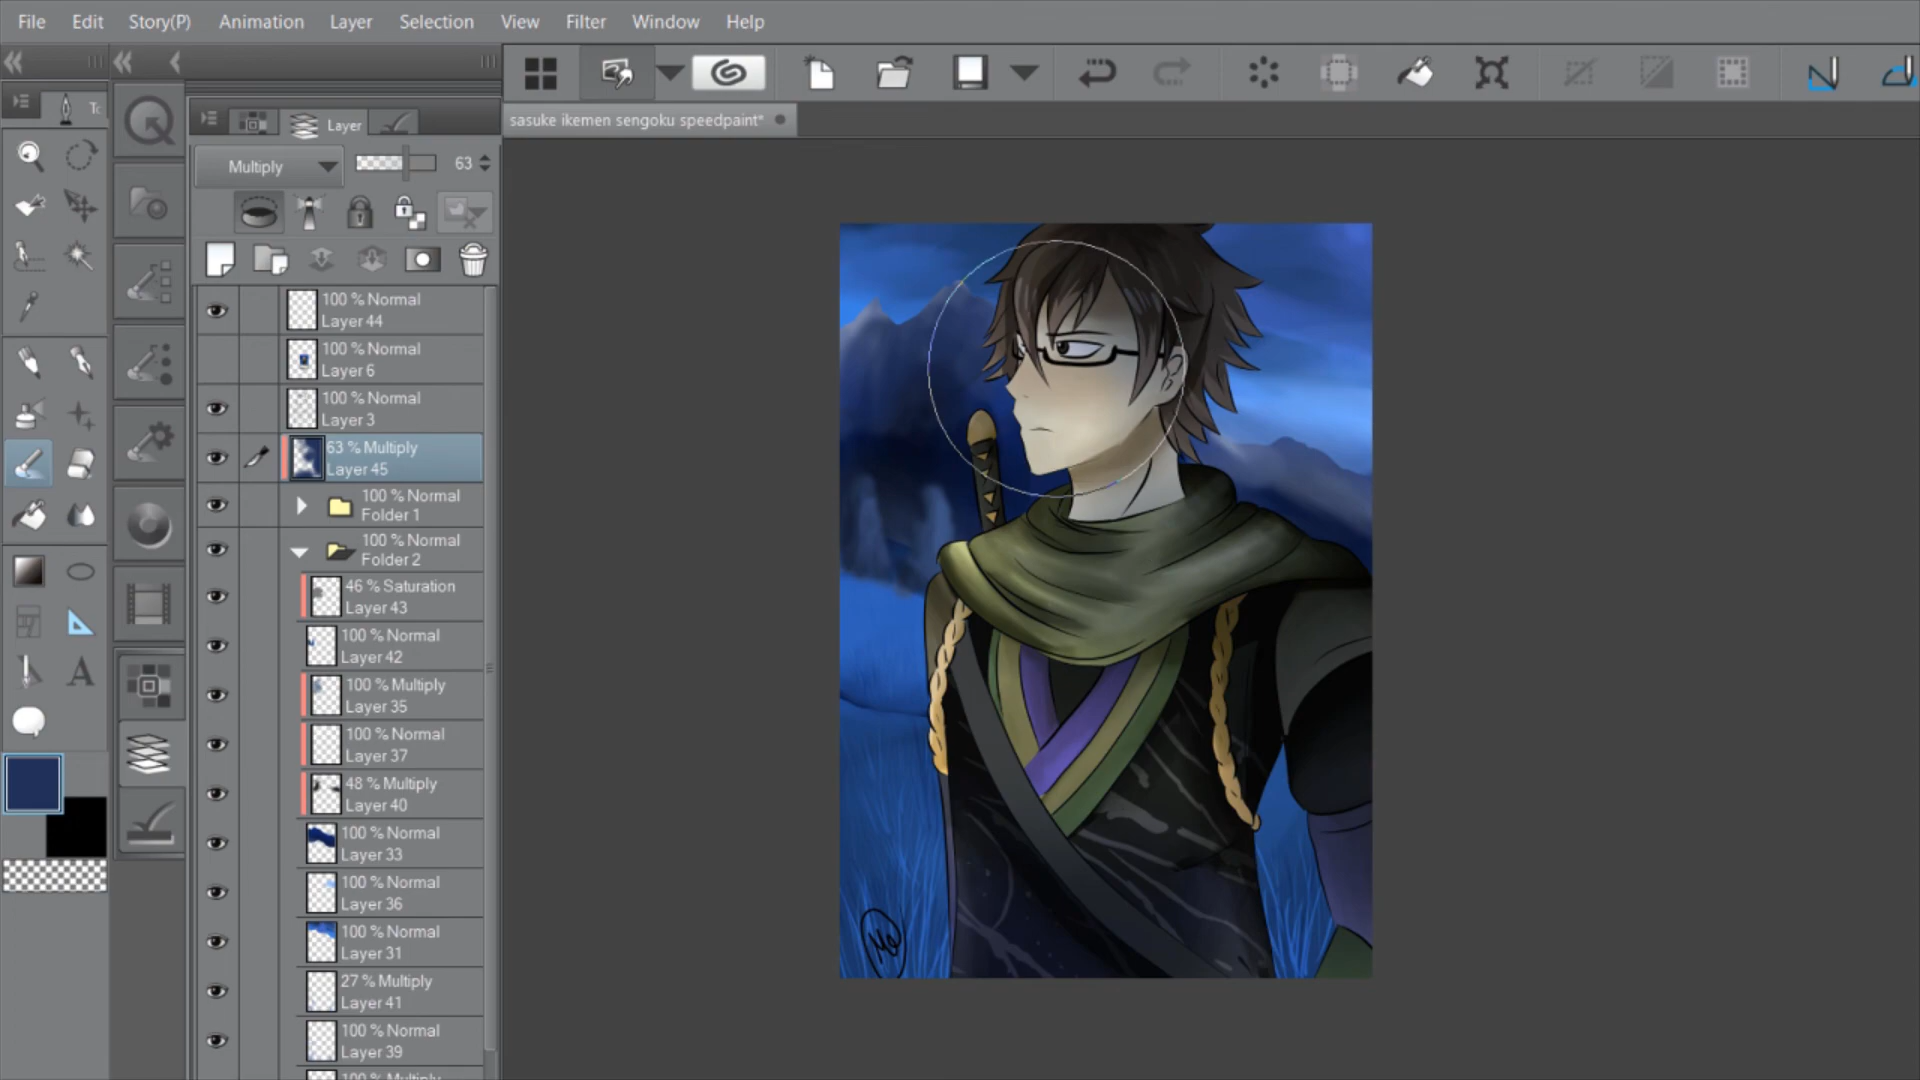 File Edit Story(P) Animation Layer Selection View Filter Window Help
Tc
Layer
sasuke ikemen sengoku speedpaint*
Multiply 63
100 % Normal
Layer 44
100 % Normal
Layer 6
100 % Normal
Layer 3
63 % Multiply
Layer 45
100 % Normal
Folder 1
100 % Normal
Folder 2
46 % Saturation
Layer 43
100 % Normal
Layer 42
100 % Multiply
Layer 35
100 % Normal
Layer 37
48 % Multiply
Layer 40
100 % Normal
Layer 33
100 % Normal
Layer 36
100 % Normal
Layer 31
27 % Multiply
Layer 41
100 % Normal
Layer 39
100 % Multiply